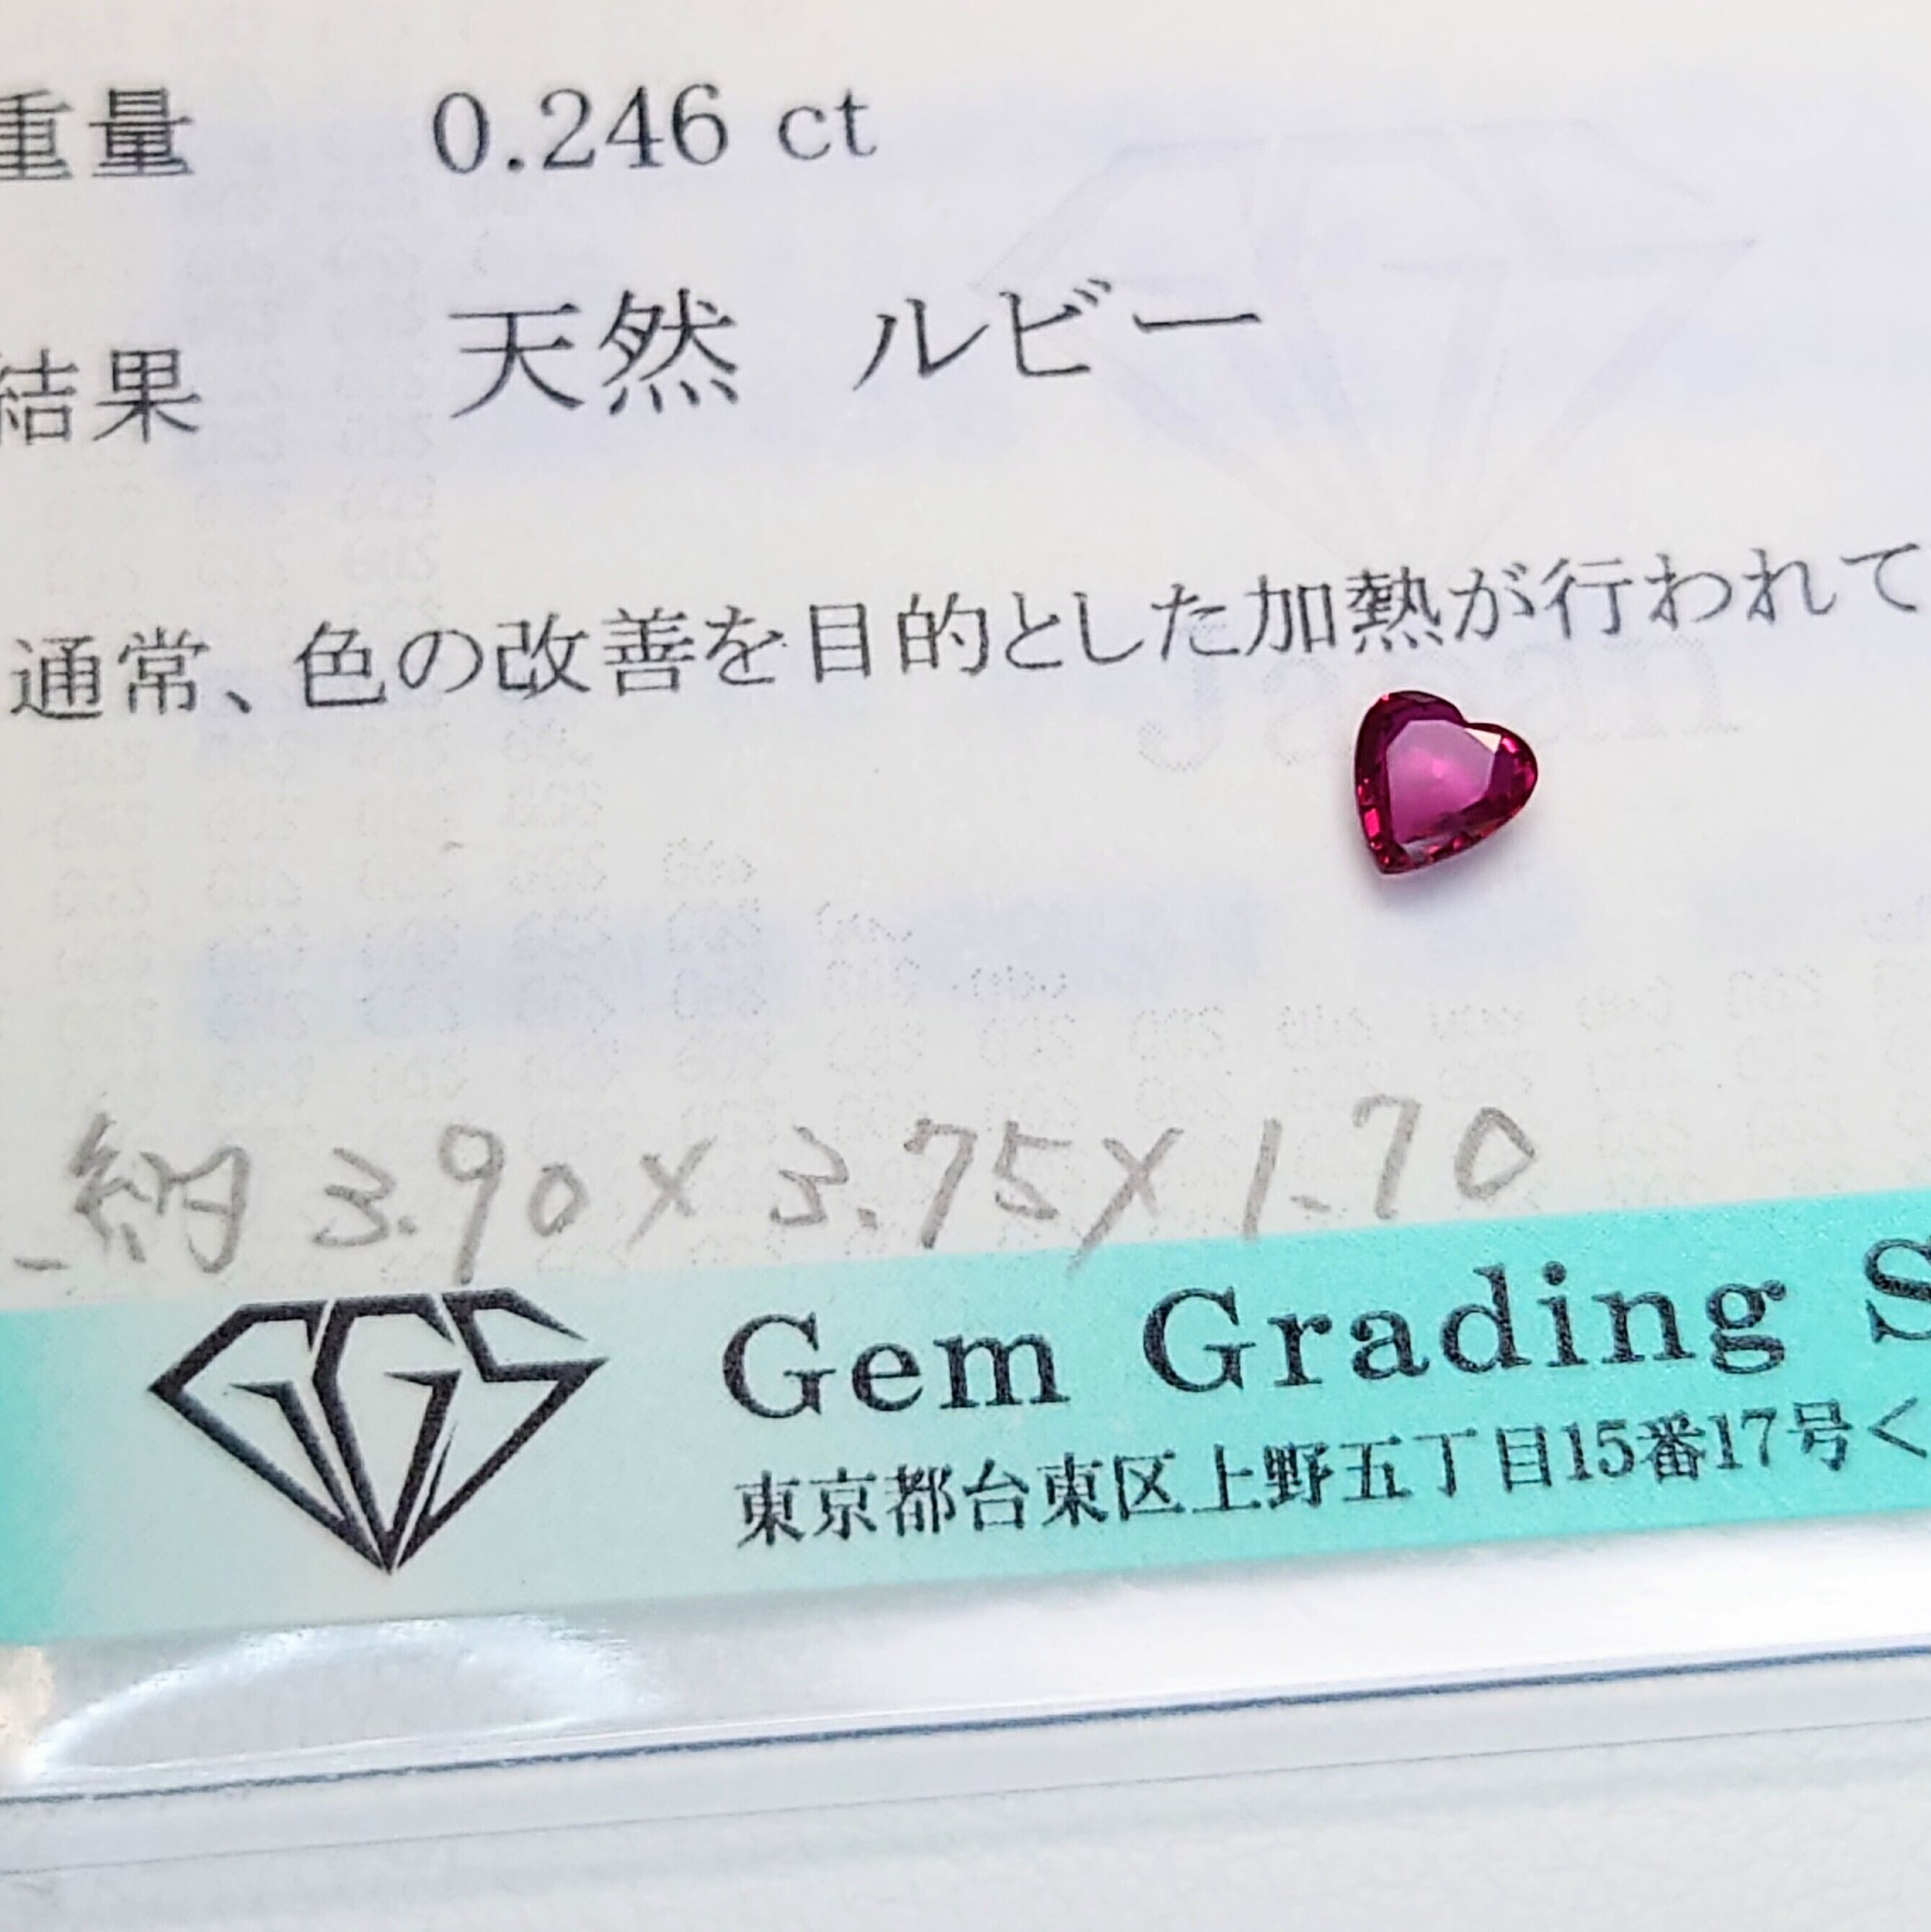 重量 0.246 ct
結果 天然 ルビー
通常、色の改善を目的とした加熱が行われて
約 3.90 X 3.75 X 1.70
GGS Gem Grading S
東京都台東区上野五丁目15番17号<